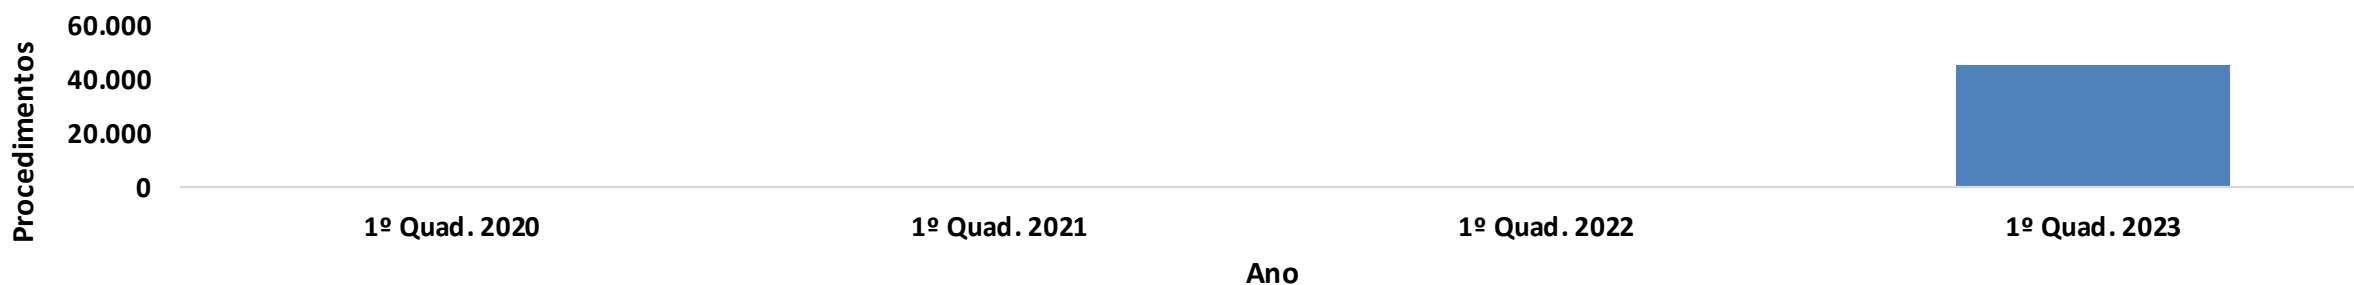 Procedimentos
60.000
40.000
20.000
0
1º Quad. 2020
1º Quad. 2021
1º Quad. 2022
1º Quad. 2023
Ano